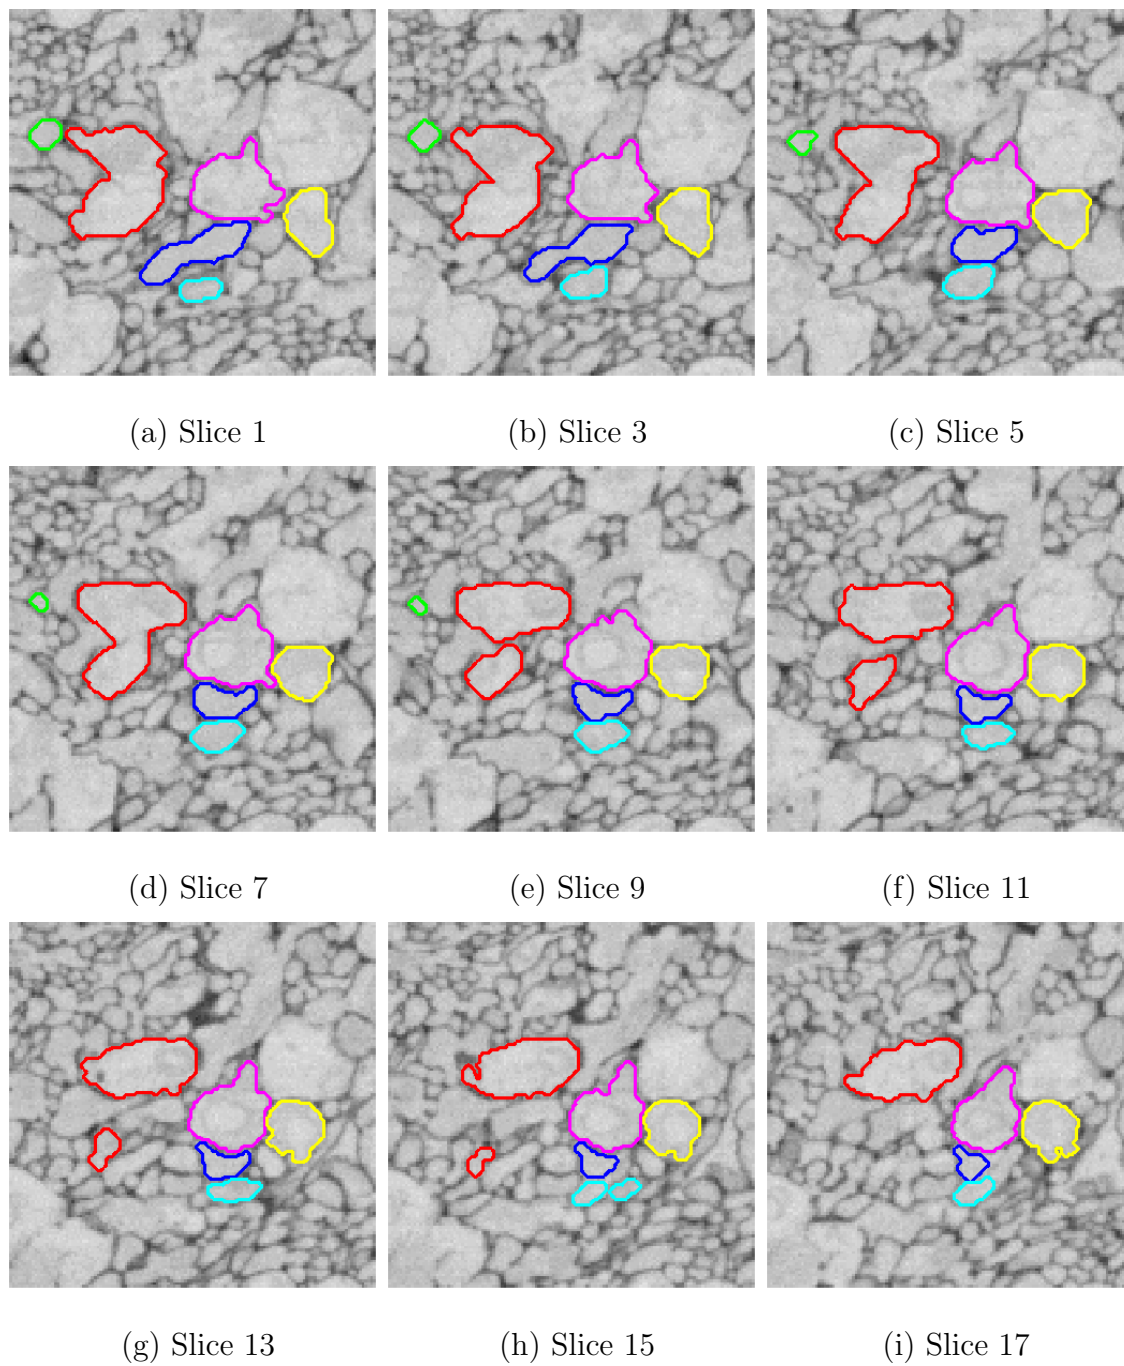 (a) Slice 1
(b) Slice 3
(c) Slice 5
(d) Slice 7
(e) Slice 9
(f) Slice 11
(g) Slice 13
(h) Slice 15
(i) Slice 17